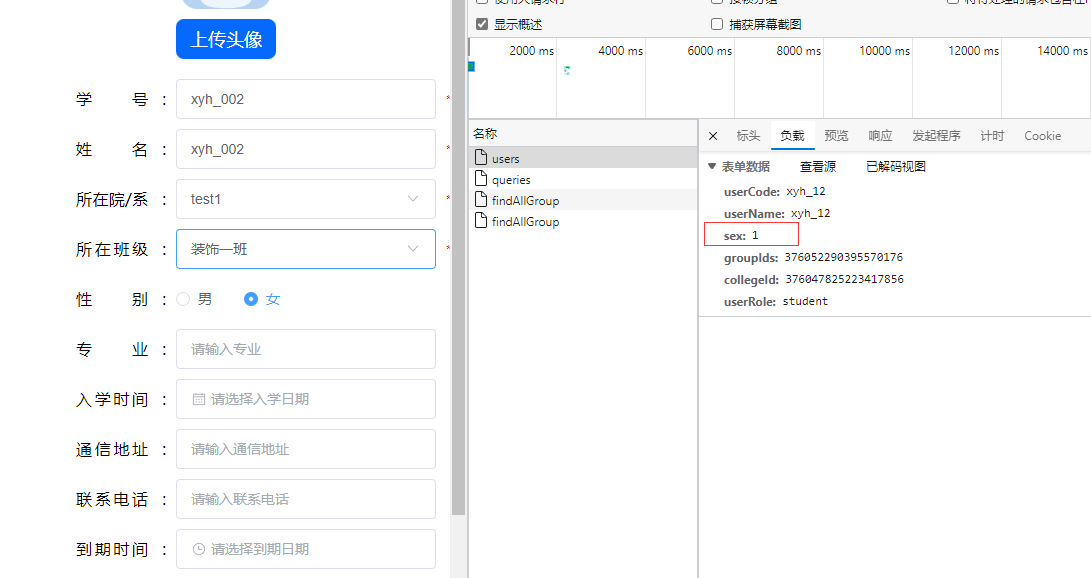 上传头像
学 号 : xyh_002 *
姓 名 : xyh_002 *
所在院/系 : test1 *
所在班级 : 装饰一班 *
性 别 : 男 女
专 业 : 请输入专业
入学时间 : 请选择入学日期
通信地址 : 请输入通信地址
联系电话 : 请输入联系电话
到期时间 : 请选择到期日期
显示概述 捕获屏幕截图
2000 ms 4000 ms 6000 ms 8000 ms 10000 ms 12000 ms 14000 ms
名称
users
queries
findAllGroup
findAllGroup
× 标头 负载 预览 响应 发起程序 计时 Cookie
▼ 表单数据 查看源 已解码视图
userCode: xyh_12
userName: xyh_12
sex: 1
groupIds: 376052290395570176
collegeId: 376047825223417856
userRole: student